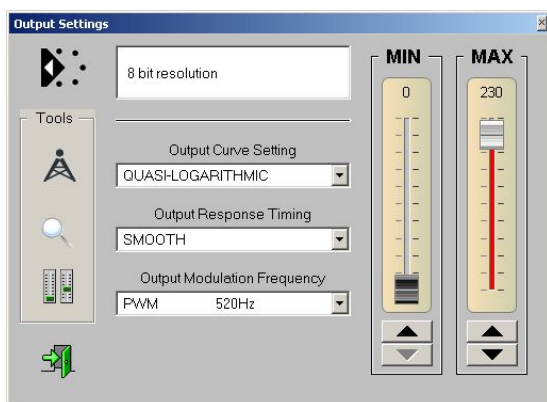 Output Settings
8 bit resolution
Tools
Output Curve Setting
QUASI-LOGARITHMIC
Output Response Timing
SMOOTH
Output Modulation Frequency
PWM 520Hz
MIN
0
MAX
230